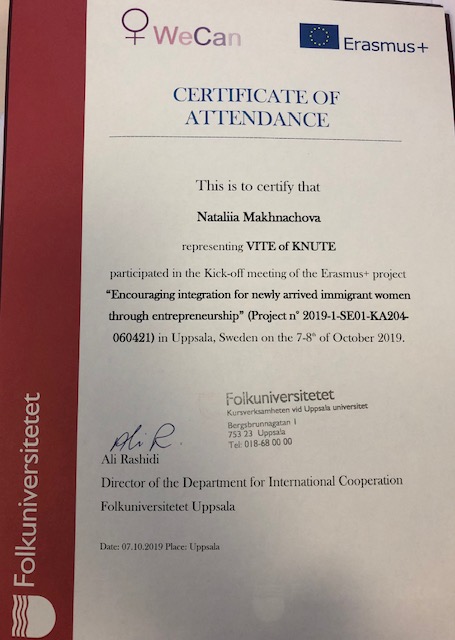 WeCan
Erasmus+
CERTIFICATE OF
ATTENDANCE
This is to certify that
Nataliia Makhnachova
representing VITE of KNUTE
participated in the Kick-off meeting of the Erasmus+ project
“Encouraging integration for newly arrived immigrant women
through entrepreneurship” (Project n° 2019-1-SE01-KA204-
060421) in Uppsala, Sweden on the 7-8th of October 2019.
Folkuniversitetet
Kursverksamheten vid Uppsala universitet
Bergsbrunnagatan 1
753 23 Uppsala
Tel: 018-68 00 00
Ali R.
Ali Rashidi
Director of the Department for International Cooperation
Folkuniversitetet Uppsala
Date: 07.10.2019 Place: Uppsala
Folkuniversitetet